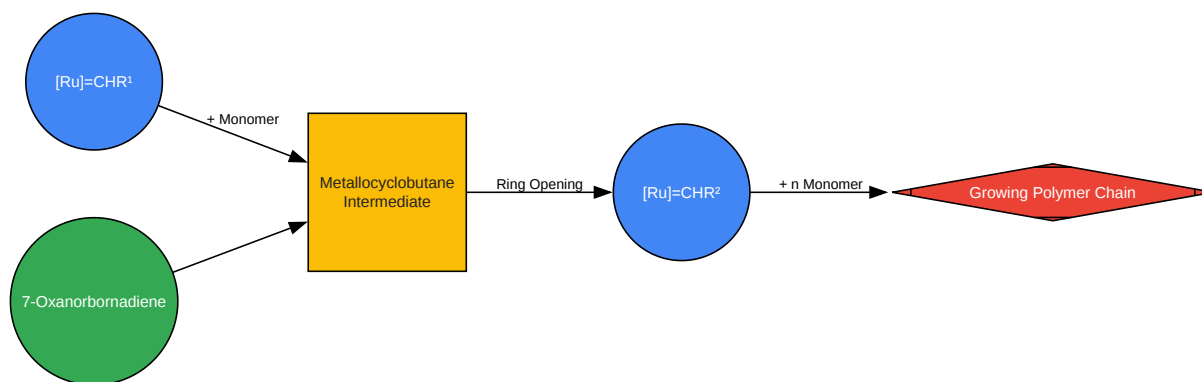 [Ru]=CHR¹
+ Monomer
7-Oxanorbornadiene
Metallocyclobutane
Intermediate
Ring Opening
[Ru]=CHR²
+ n Monomer
Growing Polymer Chain